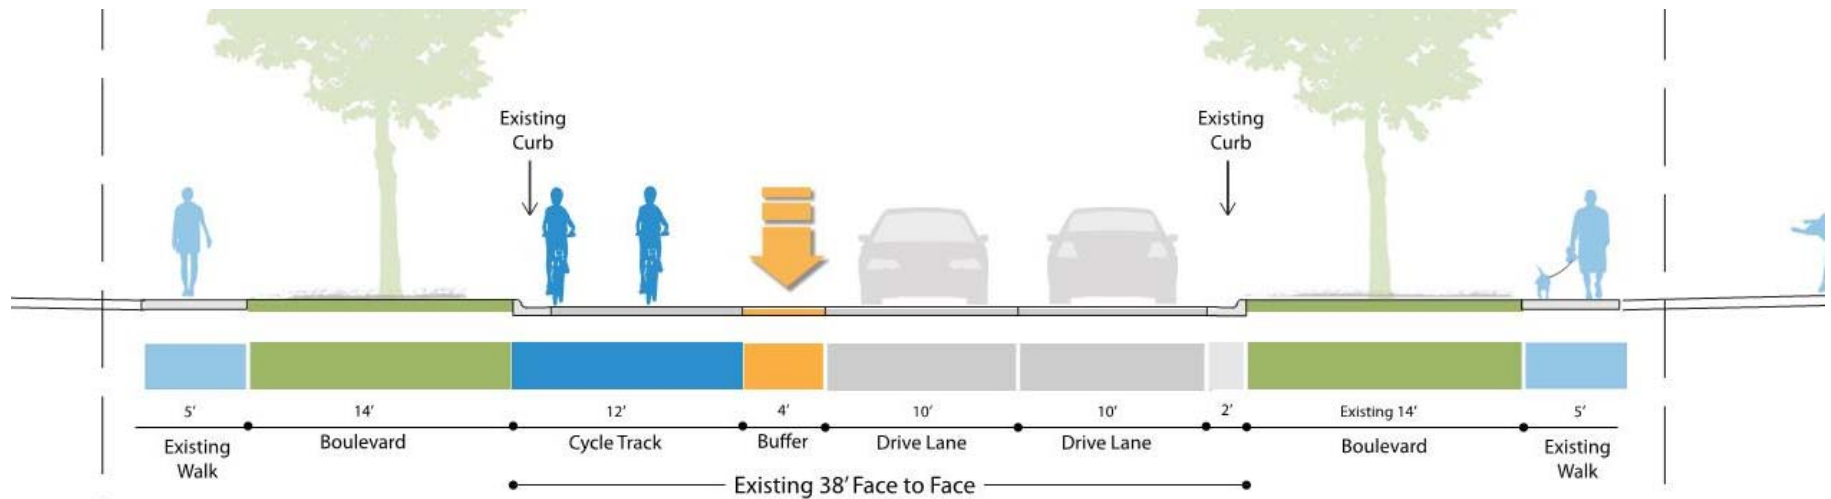 Existing
Curb
Existing
Curb
5’
14’
12’
4’
10’
10’
2’
Existing 14’
5’
Existing
Walk
Boulevard
Cycle Track
Buffer
Drive Lane
Drive Lane
Boulevard
Existing
Walk
Existing 38’ Face to Face